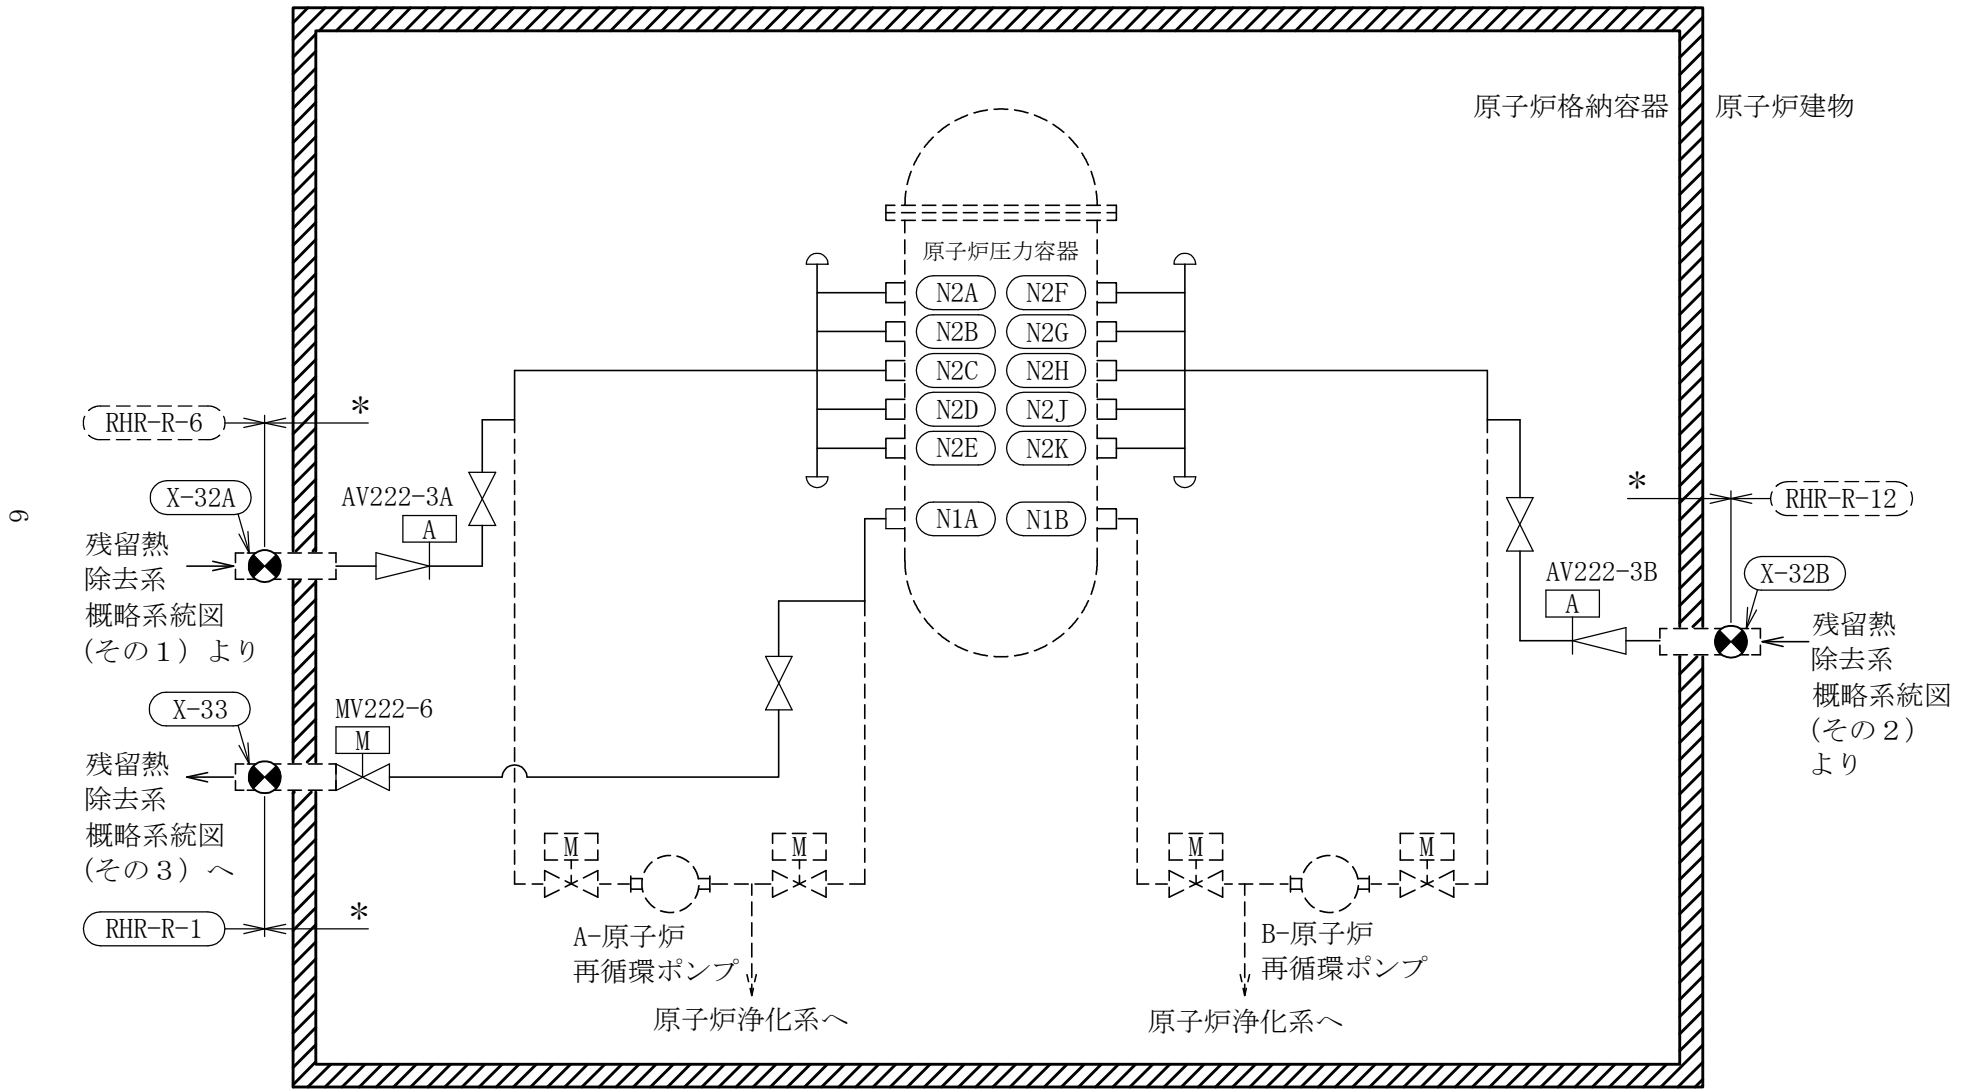 原子炉格納容器
原子炉建物
原子炉圧力容器
N2A
N2F
N2B
N2G
N2C
N2H
N2D
N2J
N2E
N2K
N1A
N1B
RHR-R-6
*
X-32A
AV222-3A
A
残留熱
除去系
概略系統図
(その1)より
X-33
MV222-6
M
残留熱
除去系
概略系統図
(その3)へ
RHR-R-1
*
M
M
A-原子炉
再循環ポンプ
原子炉浄化系へ
M
M
B-原子炉
再循環ポンプ
原子炉浄化系へ
*
RHR-R-12
AV222-3B
A
X-32B
残留熱
除去系
概略系統図
(その2)
より
9